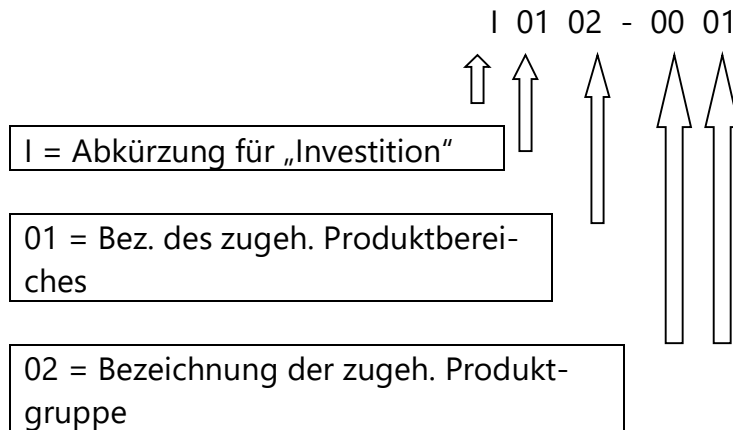 I 01 02 - 00 01
I = Abkürzung für „Investition“
01 = Bez. des zugeh. Produktberei-
ches
02 = Bezeichnung der zugeh. Produkt-
gruppe